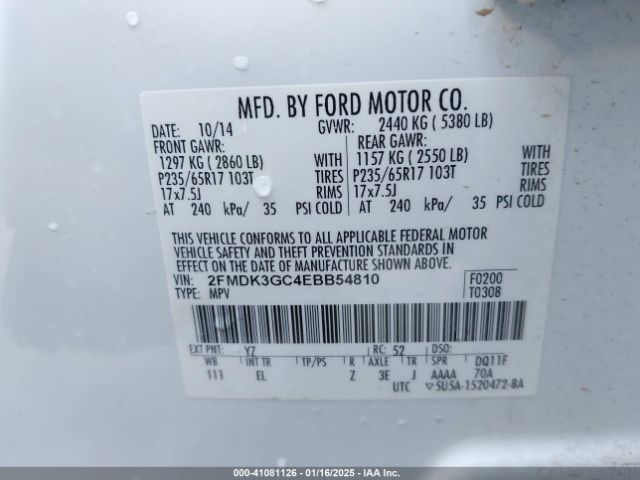 MFD. BY FORD MOTOR CO.
DATE: 10/14 GVWR: 2440 KG ( 5380 LB)
FRONT GAWR: REAR GAWR:
1297 KG ( 2860 LB) WITH 1157 KG ( 2550 LB) WITH
P235/65R17 103T TIRES P235/65R17 103T TIRES
17x7.5J RIMS 17x7.5J RIMS
AT 240 kPa/ 35 PSI COLD AT 240 kPa/ 35 PSI COLD
THIS VEHICLE CONFORMS TO ALL APPLICABLE FEDERAL MOTOR
VEHICLE SAFETY AND THEFT PREVENTION STANDARDS IN
EFFECT ON THE DATE OF MANUFACTURE SHOWN ABOVE.
VIN: 2FMDK3GC4EBB54810 F0200
TYPE: MPV T0308
EXT PNT: YZ RC: 52 DSO:
WB INT TR TP/PS R AXLE TR SPR DQ11F
111 EL Z 3E J AAAA 70A
UTC ▽5U5A-1520472-BA
000-41081126 - 01/16/2025 - IAA Inc.